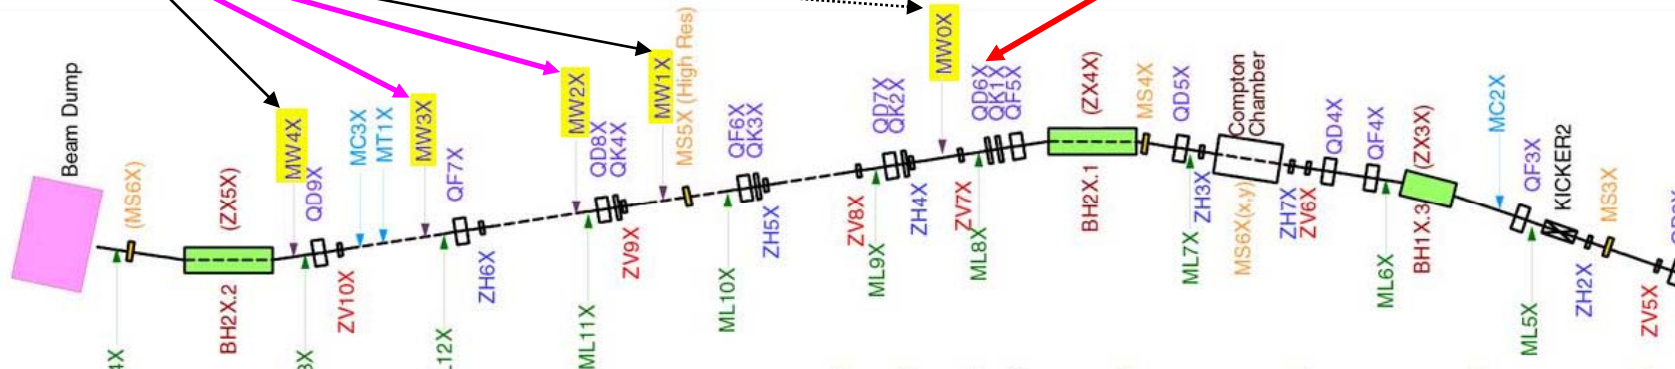 Beam Dump
(MS6X)
(ZX5X)
BH2X.2
MW4X
QD9X
ZV10X
MC3X
MT1X
MW3X
QF7X
ZH6X
MW2X
QD8X
QK4X
ML11X
ZV9X
MW1X
MS5X (High Res)
QF6X
QK3X
ML10X
ZH5X
ZV8X
ML9X
QD7X
QK2X
ZH4X
MW0X
ZV7X
ML8X
QD6X
QK1X
QF5X
(ZX4X)
BH2X.1
MS4X
QD5X
ML7X
ZH3X
Compton
Chamber
MS6X(x,y)
ZH7X
ZV6X
QD4X
QF4X
ML6X
(ZX3X)
BH1X.3
MC2X
QF3X
ML5X
KICKER2
ZH2X
MS3X
ZV5X